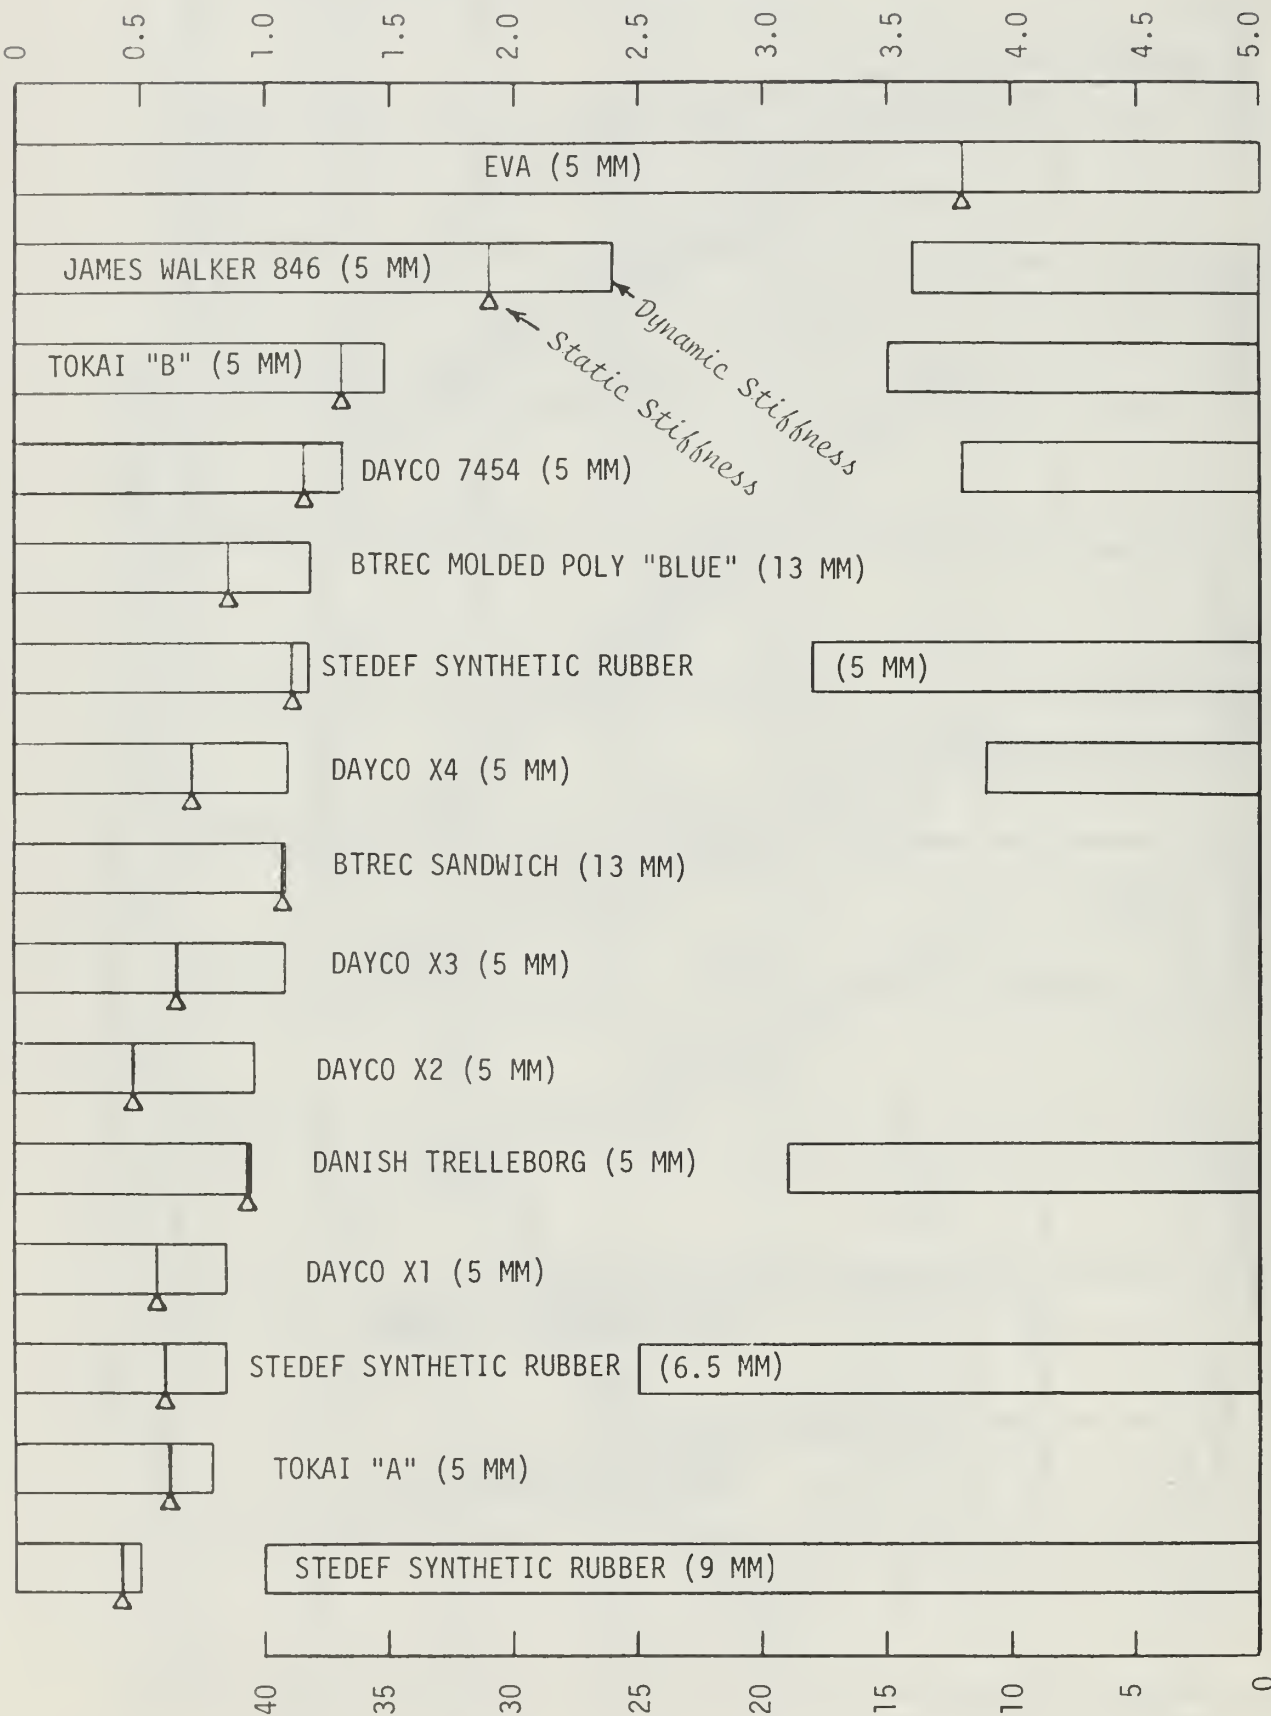 0 0.5 1.0 1.5 2.0 2.5 3.0 3.5 4.0 4.5 5.0
EVA (5 MM)
JAMES WALKER 846 (5 MM)
Dynamic Stiffness
Static Stiffness
TOKAI "B" (5 MM)
DAYCO 7454 (5 MM)
BTREC MOLDED POLY "BLUE" (13 MM)
STEDEF SYNTHETIC RUBBER (5 MM)
DAYCO X4 (5 MM)
BTREC SANDWICH (13 MM)
DAYCO X3 (5 MM)
DAYCO X2 (5 MM)
DANISH TRELLEBORG (5 MM)
DAYCO X1 (5 MM)
STEDEF SYNTHETIC RUBBER (6.5 MM)
TOKAI "A" (5 MM)
STEDEF SYNTHETIC RUBBER (9 MM)
40 35 30 25 20 15 10 5 0